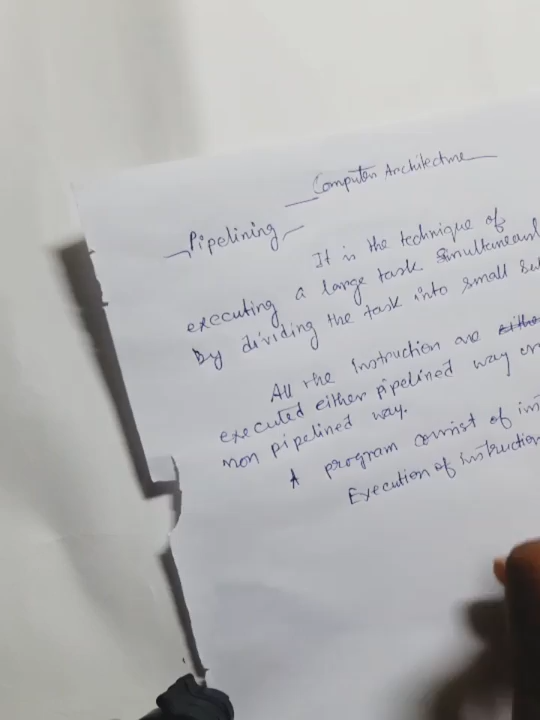 Computer Architecture
Pipelining
It is the technique of
executing a large task
By dividing the task into small
All the instruction are
executed either pipelined way or
non pipelined way.
A program consist of
Execution of instruction